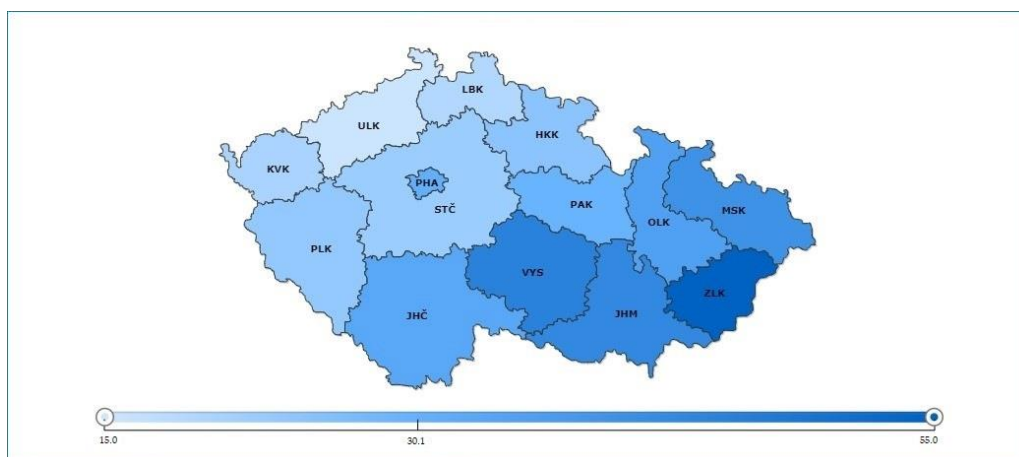 LBK
ULK
HKK
KVK
PHA
STČ
PAK
MSK
OLK
PLK
VYS
ZLK
JHČ
JHM
15.0
30.1
55.0